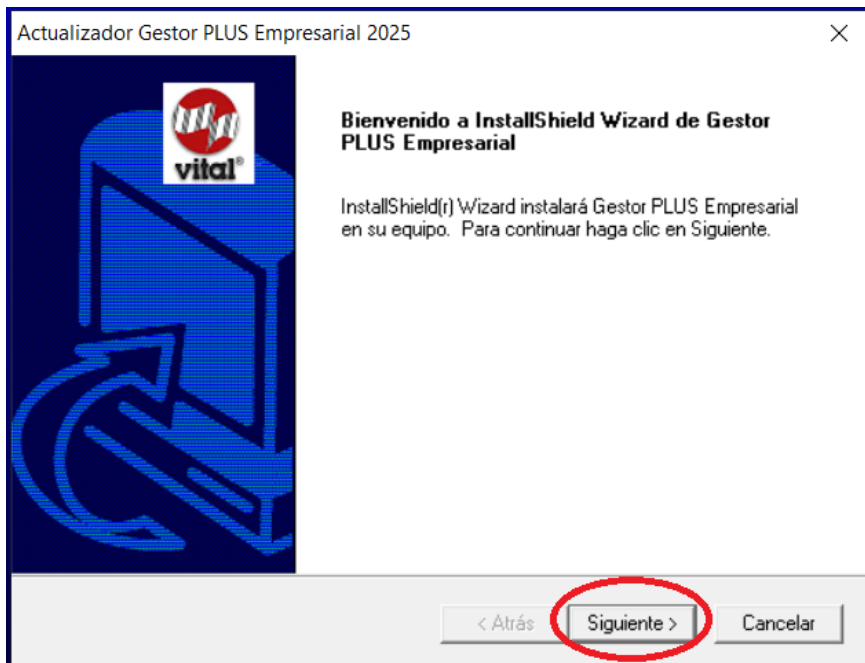 Actualizador Gestor PLUS Empresarial 2025
vital®
Bienvenido a InstallShield Wizard de Gestor
PLUS Empresarial
InstallShield(r) Wizard instalará Gestor PLUS Empresarial
en su equipo. Para continuar haga clic en Siguiente.
< Atrás
Siguiente >
Cancelar